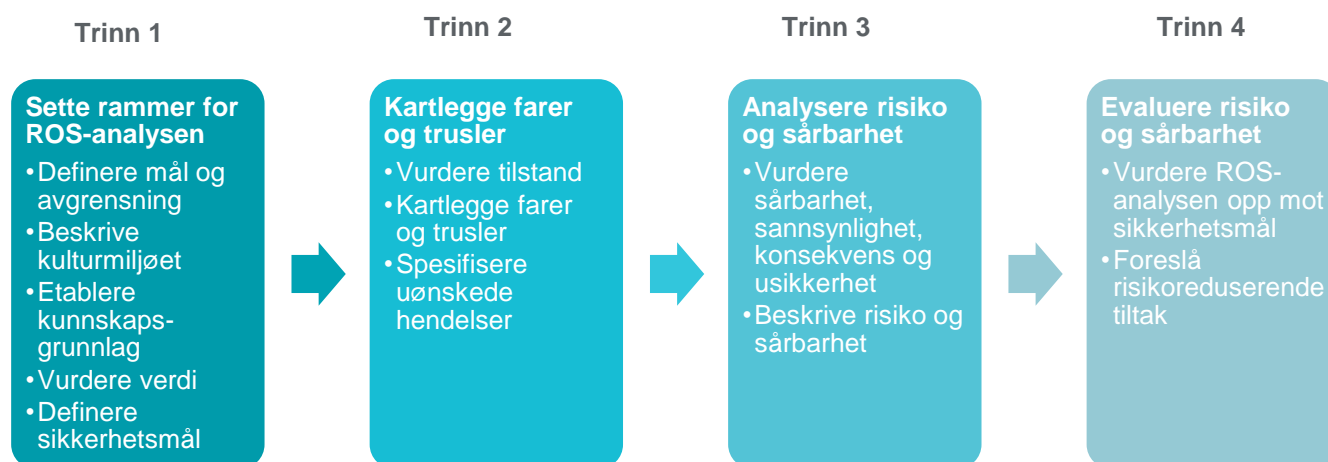 Trinn 1
Trinn 2
Trinn 3
Trinn 4
Sette rammer for
ROS-analysen
•Definere mål og
avgrensning
•Beskrive
kulturmiljøet
•Etablere
kunnskaps-
grunnlag
•Vurdere verdi
•Definere
sikkerhetsmål
Kartlegge farer
og trusler
•Vurdere tilstand
•Kartlegge farer
og trusler
•Spesifisere
uønskede
hendelser
Analysere risiko
og sårbarhet
•Vurdere
sårbarhet,
sannsynlighet,
konsekvens og
usikkerhet
•Beskrive risiko og
sårbarhet
Evaluere risiko
og sårbarhet
•Vurdere ROS-
analysen opp mot
sikkerhetsmål
•Foreslå
risikoreduserende
tiltak